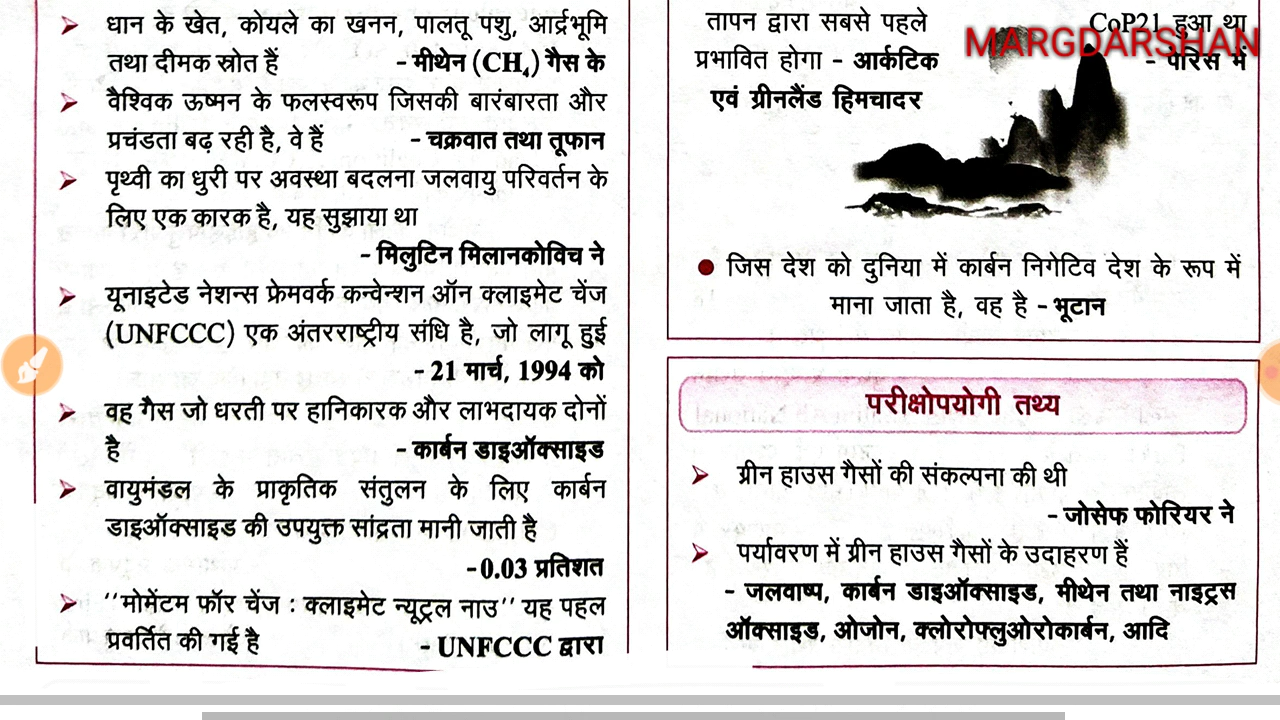 धान के खेत, कोयले का खनन, पालतू पशु, आर्द्रभूमि
तथा दीमक स्रोत हैं - मीथेन (CH₄) गैस के
वैश्विक ऊष्मन के फलस्वरूप जिसकी बारंबारता और
प्रचंडता बढ़ रही है, वे हैं - चक्रवात तथा तूफान
पृथ्वी का धुरी पर अवस्था बदलना जलवायु परिवर्तन के
लिए एक कारक है, यह सुझाया था
- मिलुटिन मिलानकोविच ने
यूनाइटेड नेशन्स फ्रेमवर्क कन्वेन्शन ऑन क्लाइमेट चेंज
(UNFCCC) एक अंतरराष्ट्रीय संधि है, जो लागू हुई
- 21 मार्च, 1994 को
वह गैस जो धरती पर हानिकारक और लाभदायक दोनों
है - कार्बन डाइऑक्साइड
वायुमंडल के प्राकृतिक संतुलन के लिए कार्बन
डाइऑक्साइड की उपयुक्त सांद्रता मानी जाती है
- 0.03 प्रतिशत
"मोमेंटम फॉर चेंज : क्लाइमेट न्यूट्रल नाउ" यह पहल
प्रवर्तित की गई है - UNFCCC द्वारा
तापन द्वारा सबसे पहले
प्रभावित होगा - आर्कटिक
एवं ग्रीनलैंड हिमचादर
CoP21 हुआ था
MARGDARSHAN
- पेरिस में
जिस देश को दुनिया में कार्बन निगेटिव देश के रूप में
माना जाता है, वह है - भूटान
परीक्षोपयोगी तथ्य
ग्रीन हाउस गैसों की संकल्पना की थी
- जोसेफ फोरियर ने
पर्यावरण में ग्रीन हाउस गैसों के उदाहरण हैं
- जलवाष्प, कार्बन डाइऑक्साइड, मीथेन तथा नाइट्रस
ऑक्साइड, ओजोन, क्लोरोफ्लुओरोकार्बन, आदि